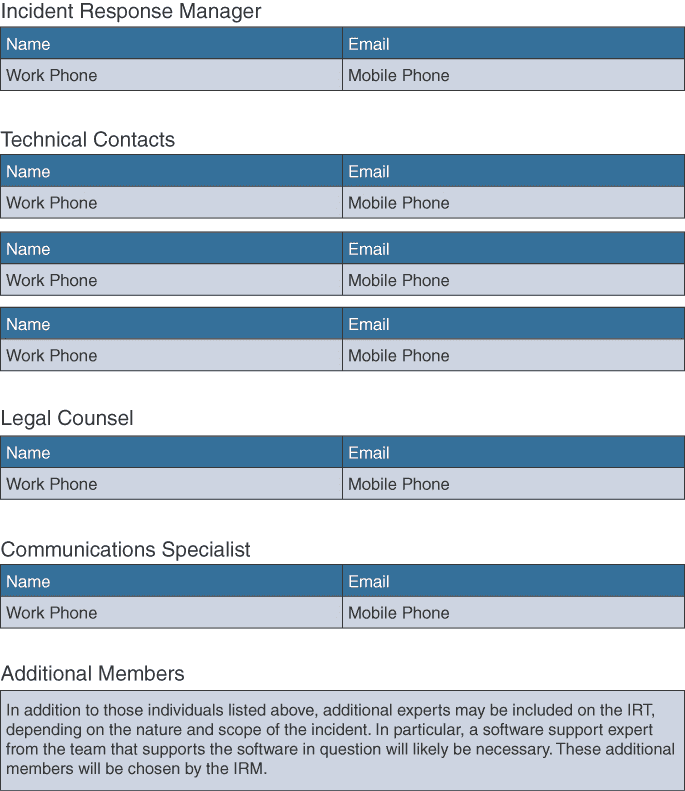 Incident Response Manager
Name Email
Work Phone Mobile Phone
Technical Contacts
Name Email
Work Phone Mobile Phone
Name Email
Work Phone Mobile Phone
Name Email
Work Phone Mobile Phone
Legal Counsel
Name Email
Work Phone Mobile Phone
Communications Specialist
Name Email
Work Phone Mobile Phone
Additional Members
In addition to those individuals listed above, additional experts may be included on the IRT,
depending on the nature and scope of the incident. In particular, a software support expert
from the team that supports the software in question will likely be necessary. These additional
members will be chosen by the IRM.